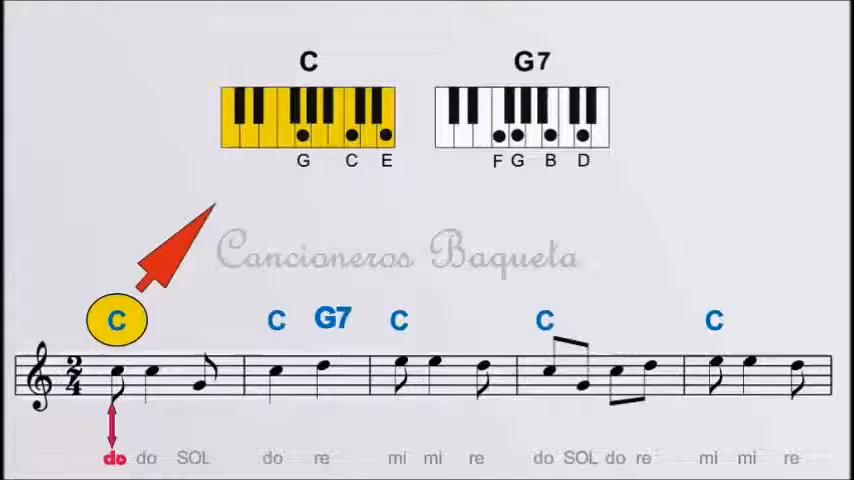 C G7
G C E F G B D
Cancioneros Baqueta
C C G7 C C C
2
4
do do SOL do re mi mi re do SOL do re mi mi re